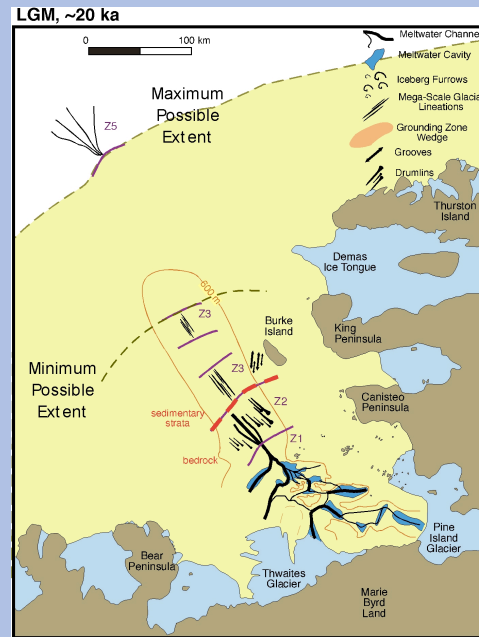 LGM, ~20 ka
0 100 km
Meltwater Channe
Meltwater Cavity
Iceberg Furrows
Mega-Scale Glacia
Lineations
Grounding Zone
Wedge
Grooves
Drumlins
Maximum
Possible
Extent
Z5
Thurston
Island
Demas
Ice Tongue
600 m
Z3
Burke
Island
King
Peninsula
Minimum
Possible
Extent
Z3
Canisteo
Peninsula
Z2
sedimentary
strata
Z1
bedrock
Pine
Island
Glacier
Bear
Peninsula
Thwaites
Glacier
Marie
Byrd
Land